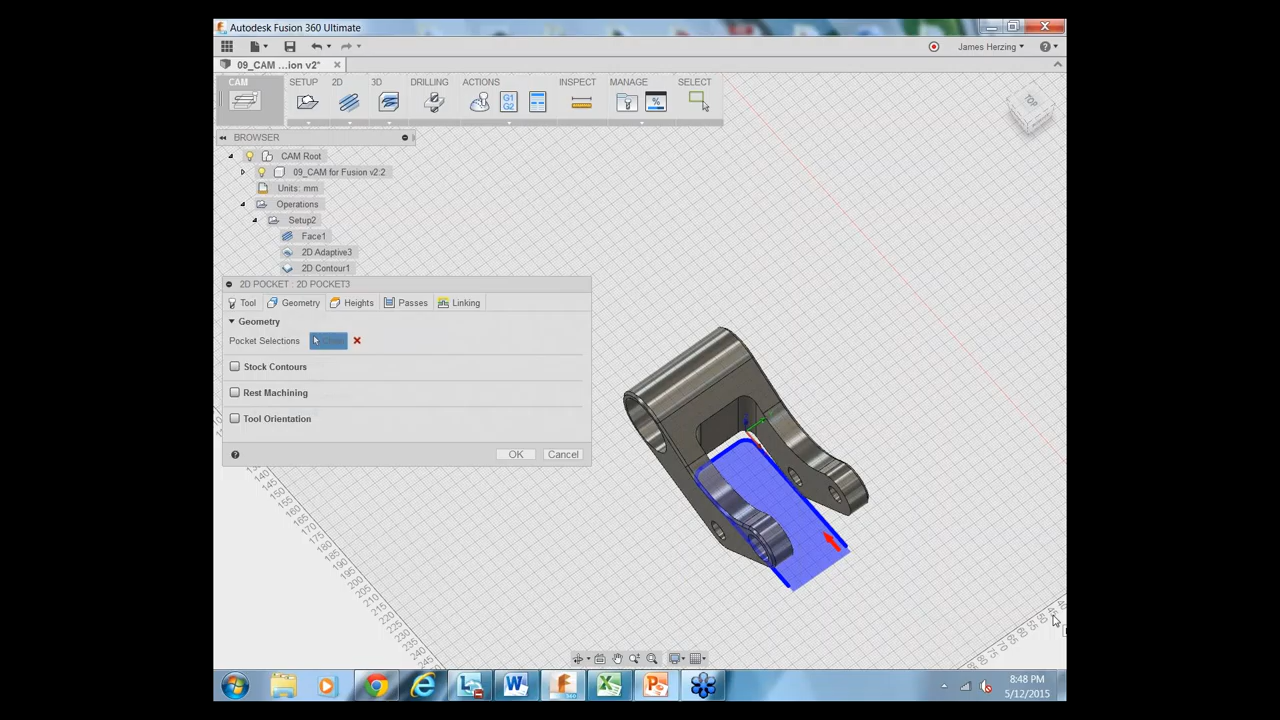 Autodesk Fusion 360 Ultimate
James Herzing
09_CAM ...ion v2*
CAM
SETUP
2D
3D
DRILLING
ACTIONS
INSPECT
MANAGE
SELECT
G1
G2
%
TOP
BROWSER
CAM Root
09_CAM for Fusion v2:2
Units: mm
Operations
Setup2
Face1
2D Adaptive3
2D Contour1
2D POCKET : 2D POCKET3
Tool
Geometry
Heights
Passes
Linking
Geometry
Pocket Selections
Stock Contours
Rest Machining
Tool Orientation
OK
Cancel
8:48 PM
5/12/2015